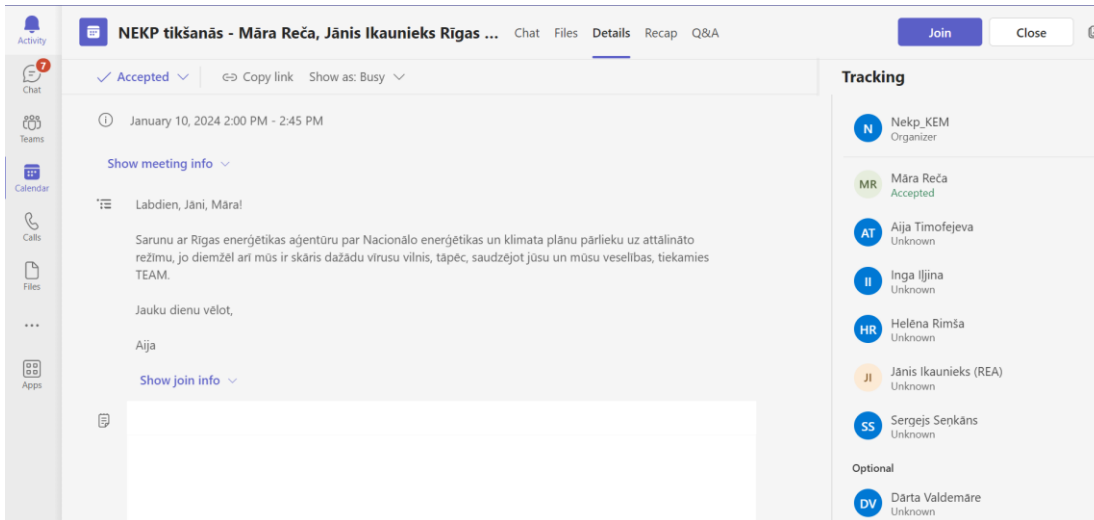 Activity
NEKP tikšanās - Māra Reča, Jānis Ikaunieks Rīgas ...
Chat
Files
Details
Recap
Q&A
Join
Close
7
Chat
Teams
Calendar
Calls
Files
...
Apps
Accepted
Copy link
Show as: Busy
January 10, 2024 2:00 PM - 2:45 PM
Show meeting info
Labdien, Jāni, Māra!
Sarunu ar Rīgas enerģētikas aģentūru par Nacionālo enerģētikas un klimata plānu pārlieku uz attālināto
režīmu, jo diemžēl arī mūs ir skāris dažādu vīrusu vilnis, tāpēc, saudzējot jūsu un mūsu veselības, tiekamies
TEAM.
Jauku dienu vēlot,
Aija
Show join info
Tracking
N
Nekp_KEM
Organizer
MR
Māra Reča
Accepted
AT
Aija Timofejeva
Unknown
II
Inga Iļjina
Unknown
HR
Helēna Rimša
Unknown
JI
Jānis Ikaunieks (REA)
Unknown
SS
Sergejs Seņkāns
Unknown
Optional
DV
Dārta Valdemāre
Unknown